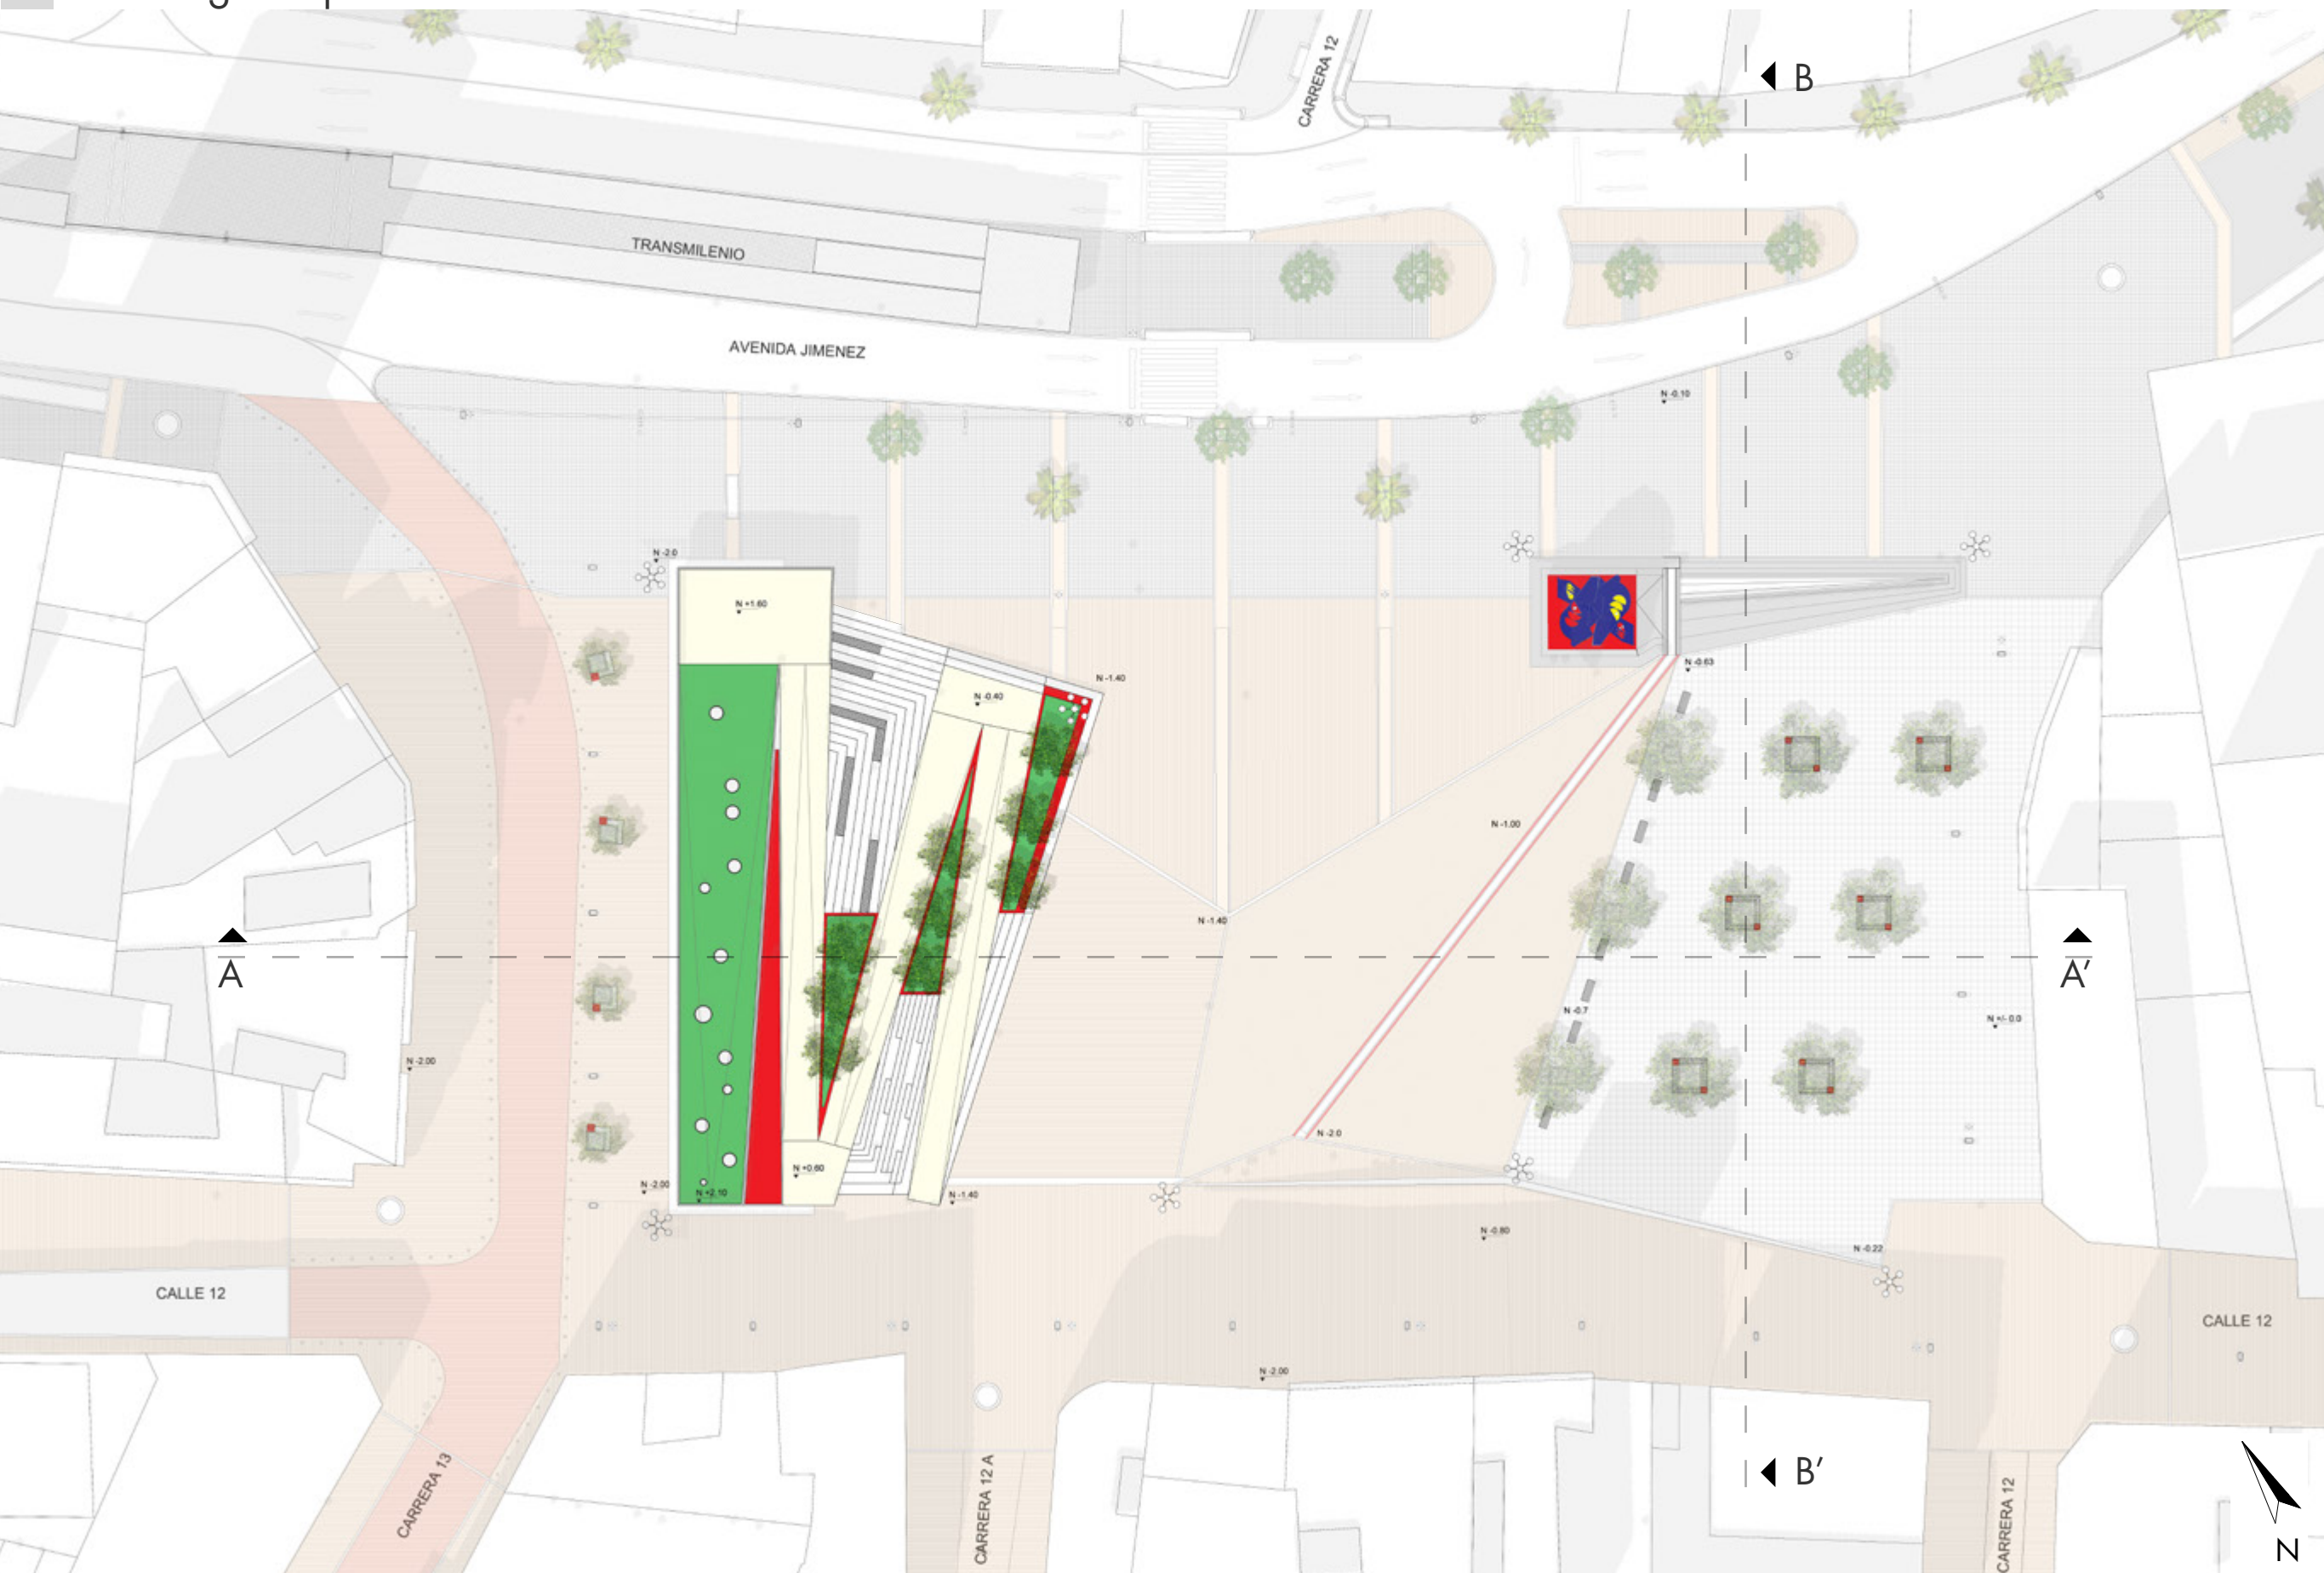 B
CARRERA 12
TRANSMILENIO
AVENIDA JIMENEZ
N -0.10
N -2.0
N +1.60
N -0.63
N -1.40
N -0.40
N -1.00
N -1.40
A
A'
N -0.7
N +/- 0.0
N -2.00
N -2.0
N +0.60
N -2.00
N +2.10
N -1.40
N -0.80
N -0.22
CALLE 12
CALLE 12
N -2.00
B'
CARRERA 13
CARRERA 12 A
CARRERA 12
N